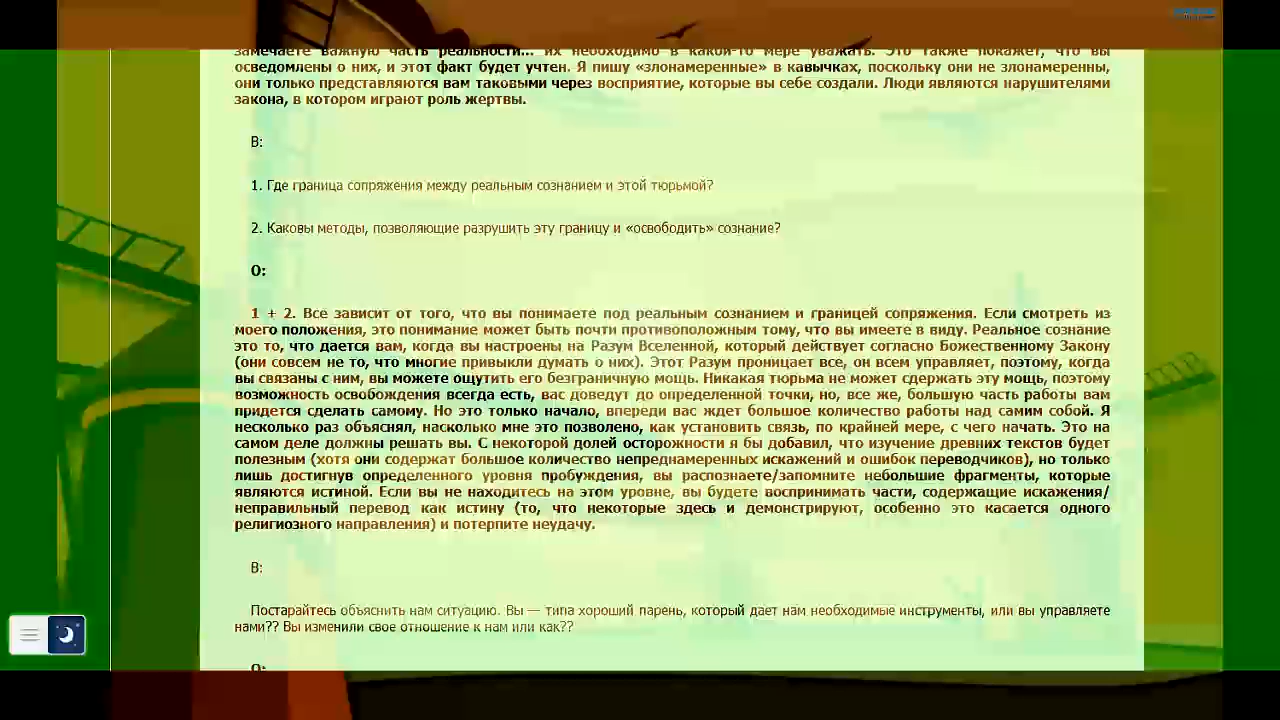 замечаете важную часть реальности... их необходимо в какой-то мере уважать. Это также покажет, что вы
осведомлены о них, и этот факт будет учтен. Я пишу «злонамеренные» в кавычках, поскольку они не злонамеренны,
они только представляются вам таковыми через восприятие, которые вы себе создали. Люди являются нарушителями
закона, в котором играют роль жертвы.
В:
1. Где граница сопряжения между реальным сознанием и этой тюрьмой?
2. Каковы методы, позволяющие разрушить эту границу и «освободить» сознание?
О:
1 + 2. Всё зависит от того, что вы понимаете под реальным сознанием и границей сопряжения. Если смотреть из
моего положения, это понимание может быть почти противоположным тому, что вы имеете в виду. Реальное сознание
это то, что дается вам, когда вы настроены на Разум Вселенной, который действует согласно Божественному Закону
(они совсем не то, что многие привыкли думать о них). Этот Разум проницает все, он всем управляет, поэтому, когда
вы связаны с ним, вы можете ощутить его безграничную мощь. Никакая тюрьма не может сдержать эту мощь, поэтому
возможность освобождения всегда есть, вас доведут до определенной точки, но, все же, большую часть работы вам
придется сделать самому. Но это только начало, впереди вас ждет большое количество работы над самим собой. Я
несколько раз объяснял, насколько мне это позволено, как установить связь, по крайней мере, с чего начать. Это на
самом деле должны решать вы. С некоторой долей осторожности я бы добавил, что изучение древних текстов будет
полезным (хотя они содержат большое количество непреднамеренных искажений и ошибок переводчиков), но только
лишь достигнув определенного уровня пробуждения, вы распознаете/запомните небольшие фрагменты, которые
являются истиной. Если вы не находитесь на этом уровне, вы будете воспринимать части, содержащие искажения/
неправильный перевод как истину (то, что некоторые здесь и демонстрируют, особенно это касается одного
религиозного направления) и потерпите неудачу.
В:
Постарайтесь объяснить нам ситуацию. Вы — типа хороший парень, который дает нам необходимые инструменты, или вы управляете
нами?? Вы изменили свое отношение к нам или как??
О: